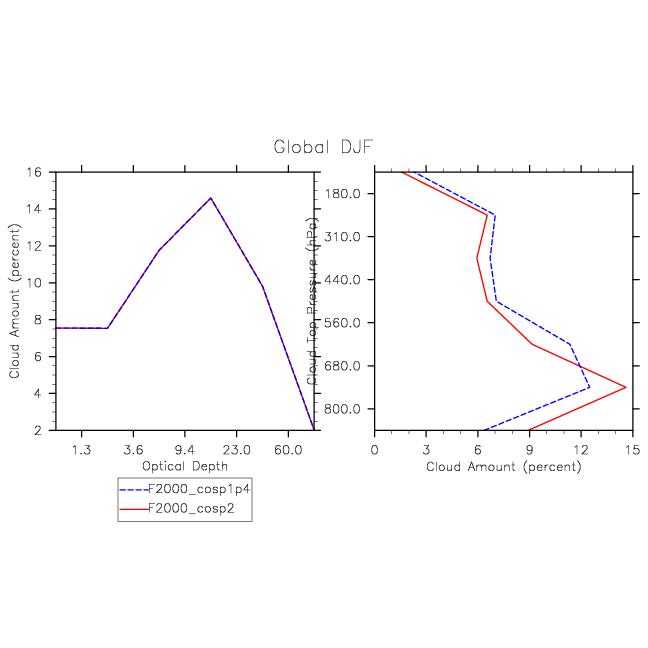 Global DJF
16
14
12
10
8
6
4
2
Cloud Amount (percent)
1.3 3.6 9.4 23.0 60.0
Optical Depth
Cloud Top Pressure (hPa)
180.0
310.0
440.0
560.0
680.0
800.0
0 3 6 9 12 15
Cloud Amount (percent)
F2000_cosp1p4
F2000_cosp2